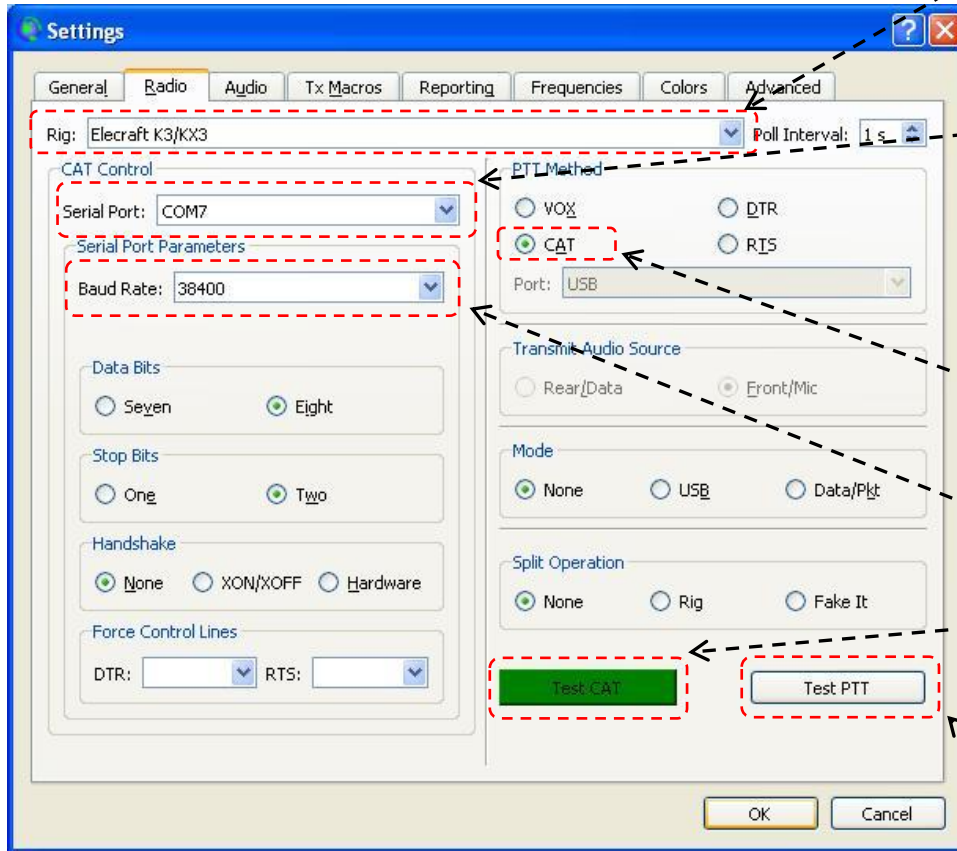 Settings
General Radio Audio Tx Macros Reporting Frequencies Colors Advanced
Rig: Elecraft K3/KX3 Poll Interval: 1 s
CAT Control
Serial Port: COM7
Serial Port Parameters
Baud Rate: 38400
Data Bits
Seven Eight
Stop Bits
One Two
Handshake
None XON/XOFF Hardware
Force Control Lines
DTR: RTS:
PTT Method
VOX DTR
CAT RTS
Port: USB
Transmit Audio Source
Rear/Data Front/Mic
Mode
None USB Data/Pkt
Split Operation
None Rig Fake It
Test CAT Test PTT
OK Cancel